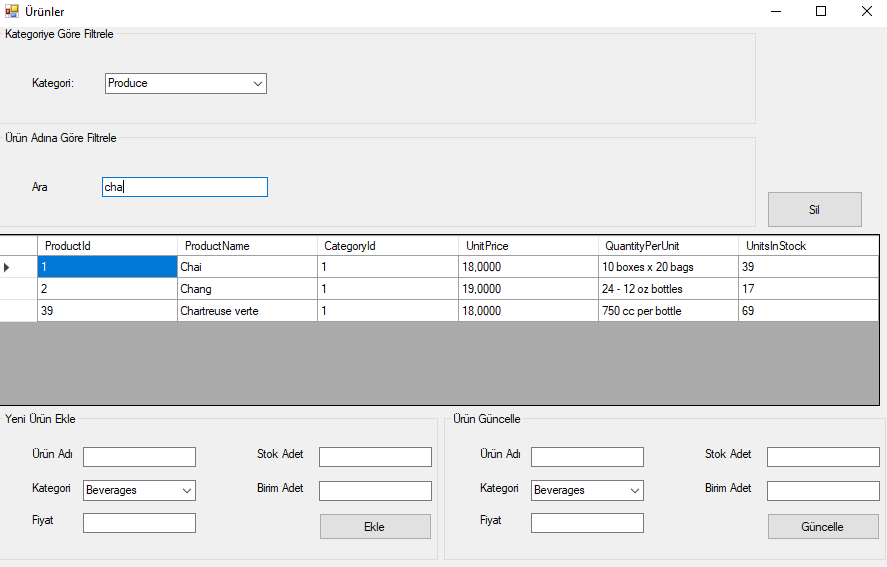 Ürünler
Kategoriye Göre Filtrele
Kategori: Produce
Ürün Adına Göre Filtrele
Ara cha
Sil
ProductId ProductName CategoryId UnitPrice QuantityPerUnit UnitsInStock
1 Chai 1 18,0000 10 boxes x 20 bags 39
2 Chang 1 19,0000 24 - 12 oz bottles 17
39 Chartreuse verte 1 18,0000 750 cc per bottle 69
Yeni Ürün Ekle
Ürün Adı Stok Adet
Kategori Beverages Birim Adet
Fiyat Ekle
Ürün Güncelle
Ürün Adı Stok Adet
Kategori Beverages Birim Adet
Fiyat Güncelle